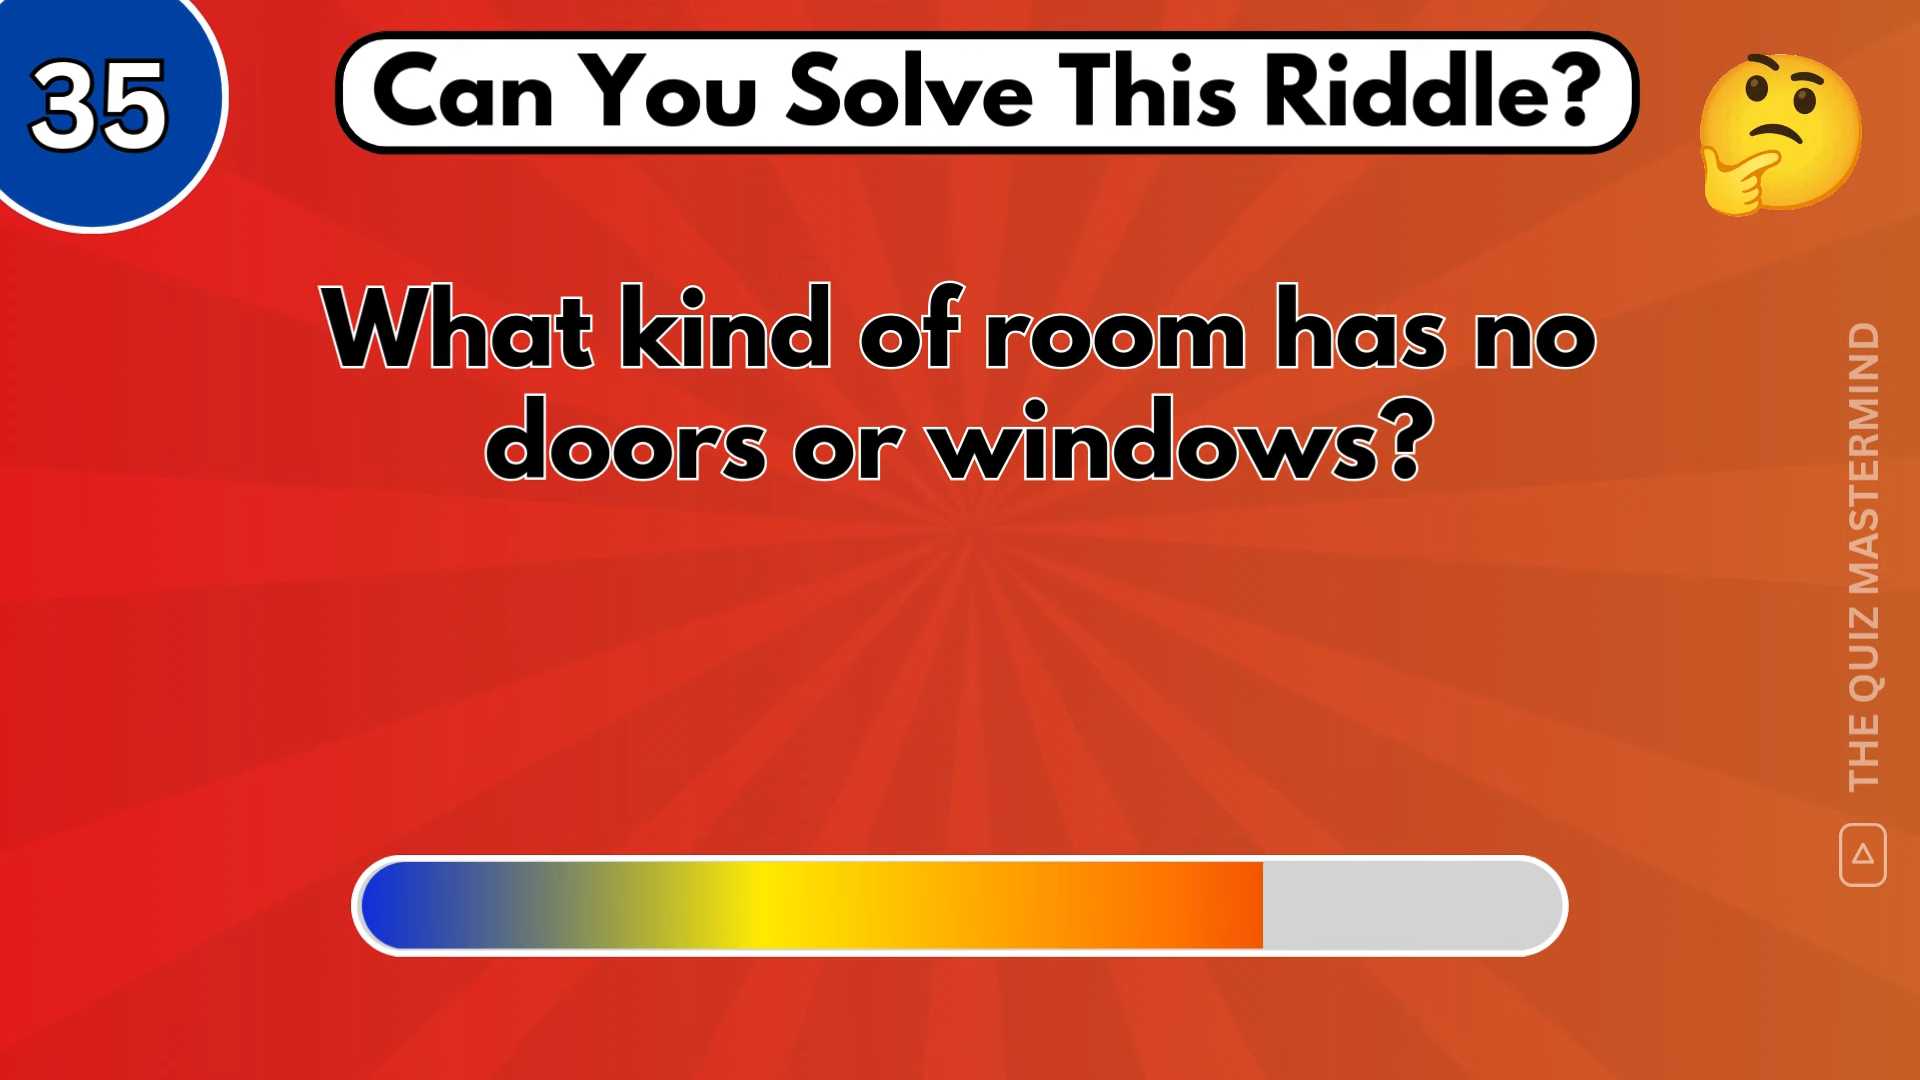 35
Can You Solve This Riddle?
What kind of room has no
doors or windows?
THE QUIZ MASTERMIND